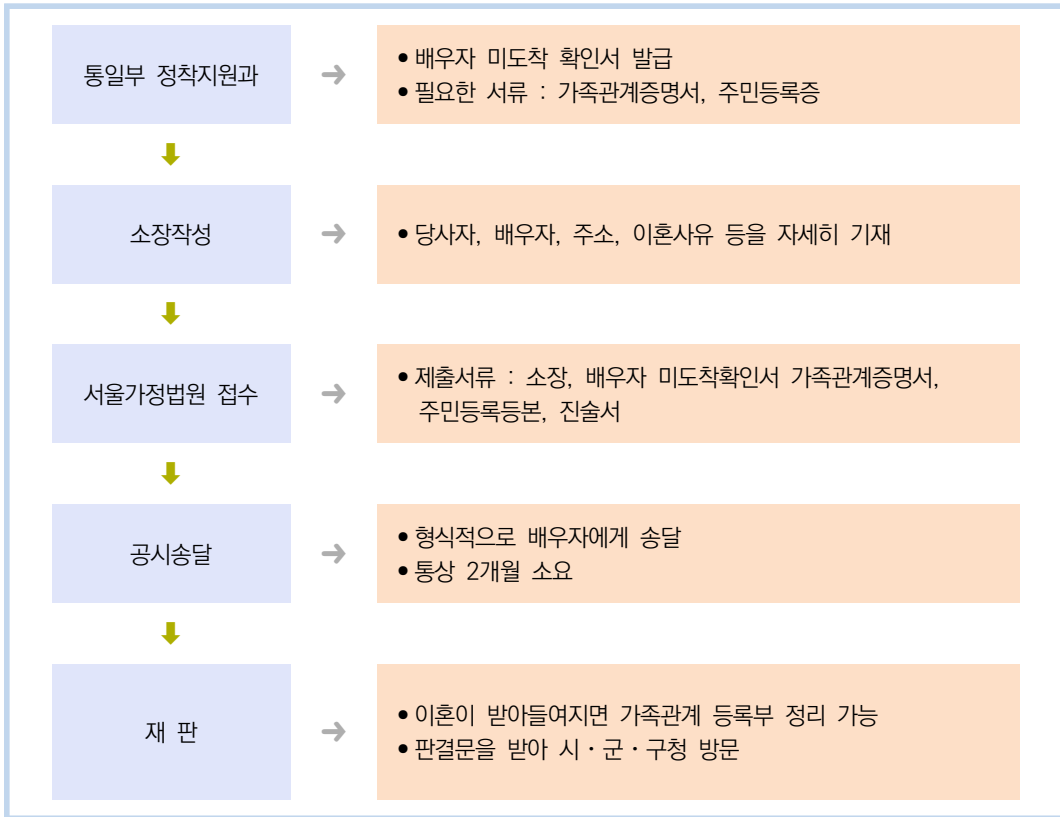 통일부 정착지원과
➜
• 배우자 미도착 확인서 발급
• 필요한 서류 : 가족관계증명서, 주민등록증
소장작성
➜
• 당사자, 배우자, 주소, 이혼사유 등을 자세히 기재
서울가정법원 접수
➜
• 제출서류 : 소장, 배우자 미도착확인서 가족관계증명서,
주민등록등본, 진술서
공시송달
➜
• 형식적으로 배우자에게 송달
• 통상 2개월 소요
재 판
➜
• 이혼이 받아들여지면 가족관계 등록부 정리 가능
• 판결문을 받아 시・군・구청 방문